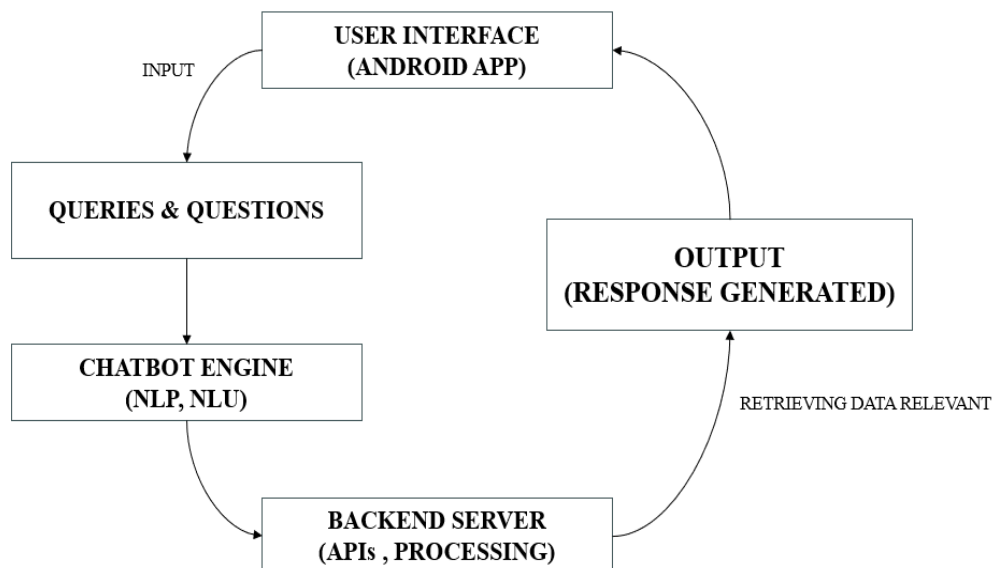 USER INTERFACE
(ANDROID APP)
INPUT
QUERIES & QUESTIONS
OUTPUT
(RESPONSE GENERATED)
CHATBOT ENGINE
(NLP, NLU)
RETRIEVING DATA RELEVANT
BACKEND SERVER
(APIs , PROCESSING)